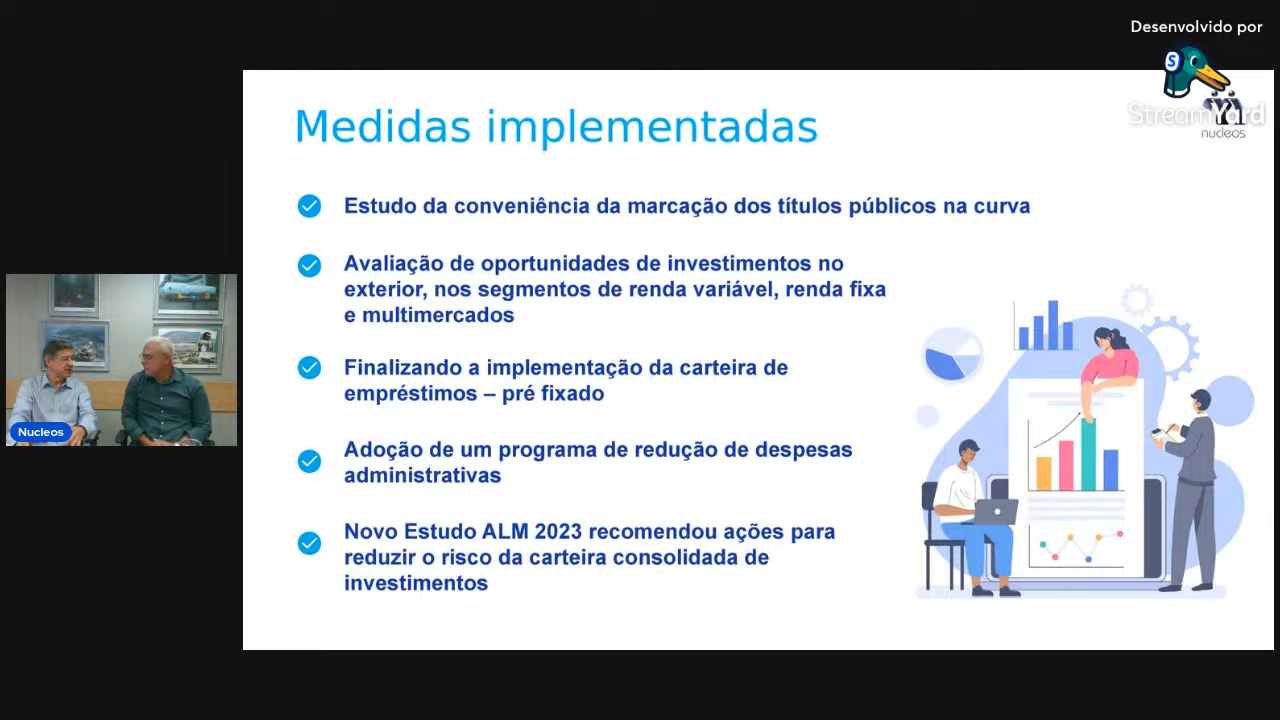 Desenvolvido por
StreamYard
nucleos
Medidas implementadas
Estudo da conveniência da marcação dos títulos públicos na curva
Avaliação de oportunidades de investimentos no
exterior, nos segmentos de renda variável, renda fixa
e multimercados
Finalizando a implementação da carteira de
empréstimos – pré fixado
Adoção de um programa de redução de despesas
administrativas
Novo Estudo ALM 2023 recomendou ações para
reduzir o risco da carteira consolidada de
investimentos
Nucleos